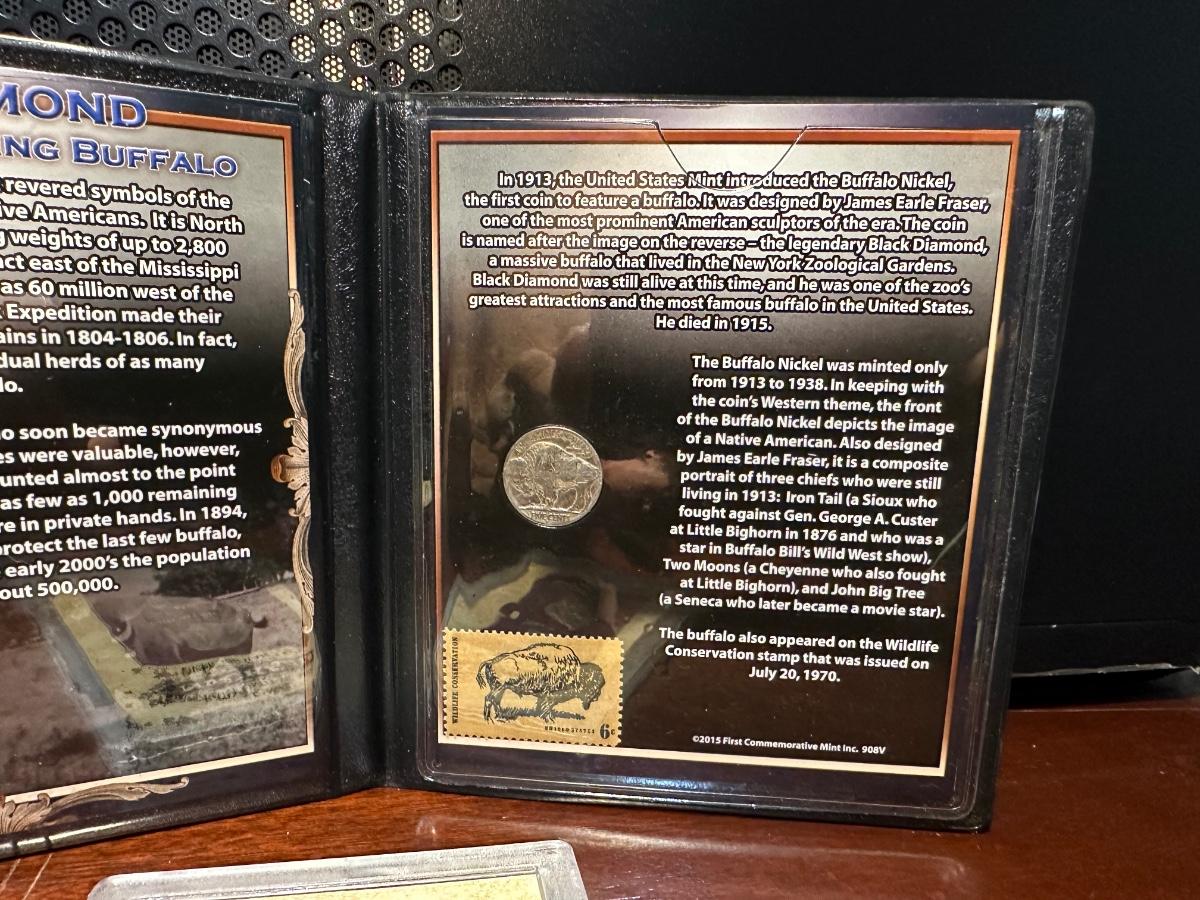 MOND
NG BUFFALO
revered symbols of the
ive Americans. It is North
g weights of up to 2,800
ct east of the Mississippi
as 60 million west of the
Expedition made their
ains in 1804-1806. In fact,
dual herds of as many
lo.
o soon became synonymous
es were valuable, however,
unted almost to the point
as few as 1,000 remaining
re in private hands. In 1894,
protect the last few buffalo,
early 2000's the population
out 500,000.
In 1913, the United States Mint introduced the Buffalo Nickel,
the first coin to feature a buffalo. It was designed by James Earle Fraser,
one of the most prominent American sculptors of the era. The coin
is named after the image on the reverse – the legendary Black Diamond,
a massive buffalo that lived in the New York Zoological Gardens.
Black Diamond was still alive at this time, and he was one of the zoo's
greatest attractions and the most famous buffalo in the United States.
He died in 1915.
The Buffalo Nickel was minted only
from 1913 to 1938. In keeping with
the coin's Western theme, the front
of the Buffalo Nickel depicts the image
of a Native American. Also designed
by James Earle Fraser, it is a composite
portrait of three chiefs who were still
living in 1913: Iron Tail (a Sioux who
fought against Gen. George A. Custer
at Little Bighorn in 1876 and who was a
star in Buffalo Bill's Wild West show),
Two Moons (a Cheyenne who also fought
at Little Bighorn), and John Big Tree
(a Seneca who later became a movie star).
The buffalo also appeared on the Wildlife
Conservation stamp that was issued on
July 20, 1970.
WILDLIFE CONSERVATION
UNITED STATES 6c
©2015 First Commemorative Mint Inc. 908V